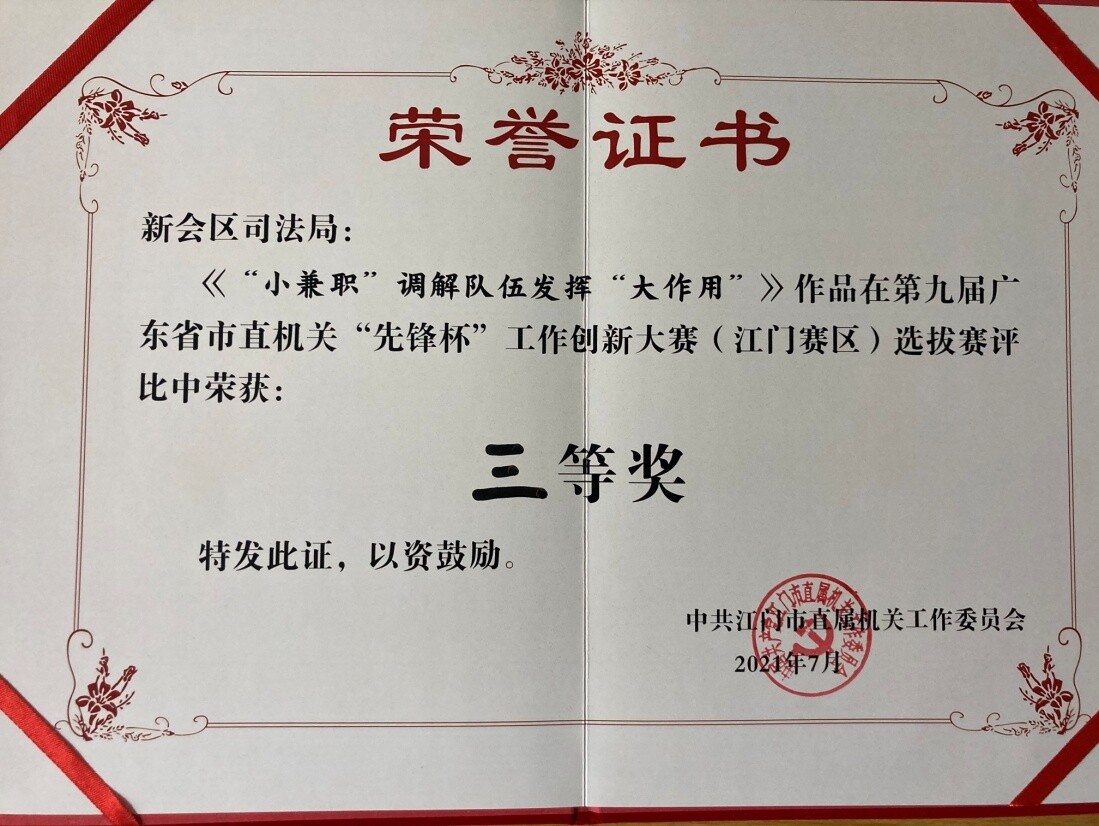 荣誉证书
新会区司法局：
《“小兼职”调解队伍发挥“大作用”》作品在第九届广
东省市直机关“先锋杯”工作创新大赛（江门赛区）选拔赛评
比中荣获：
三等奖
特发此证，以资鼓励。
中共江门市直属机关工作委员会
2021年7月